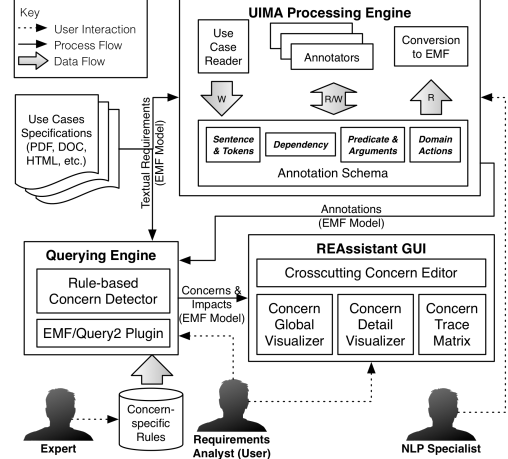 Key
User Interaction
Process Flow
Data Flow
UIMA Processing Engine
Use
Case
Reader
Annotators
Conversion
to EMF
W
R/W
R
Sentence
& Tokens
Dependency
Predicate &
Arguments
Domain
Actions
Annotation Schema
Use Cases
Specifications
(PDF, DOC,
HTML, etc.)
Textual Requirements
(EMF Model)
Annotations
(EMF Model)
Querying Engine
Rule-based
Concern Detector
EMF/Query2 Plugin
Concerns &
Impacts
(EMF Model)
REAssistant GUI
Crosscutting Concern Editor
Concern
Global
Visualizer
Concern
Detail
Visualizer
Concern
Trace
Matrix
Concern-
specific
Rules
Expert
Requirements
Analyst (User)
NLP Specialist